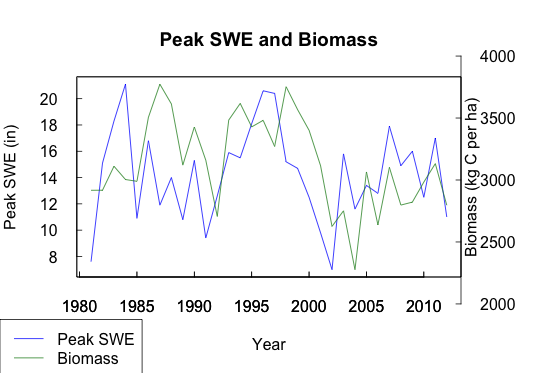 Peak SWE and Biomass
Peak SWE (in)
20
18
16
14
12
10
8
4000
3500
3000
2500
2000
Biomass (kg C per ha)
1980 1985 1990 1995 2000 2005 2010
Year
Peak SWE
Biomass